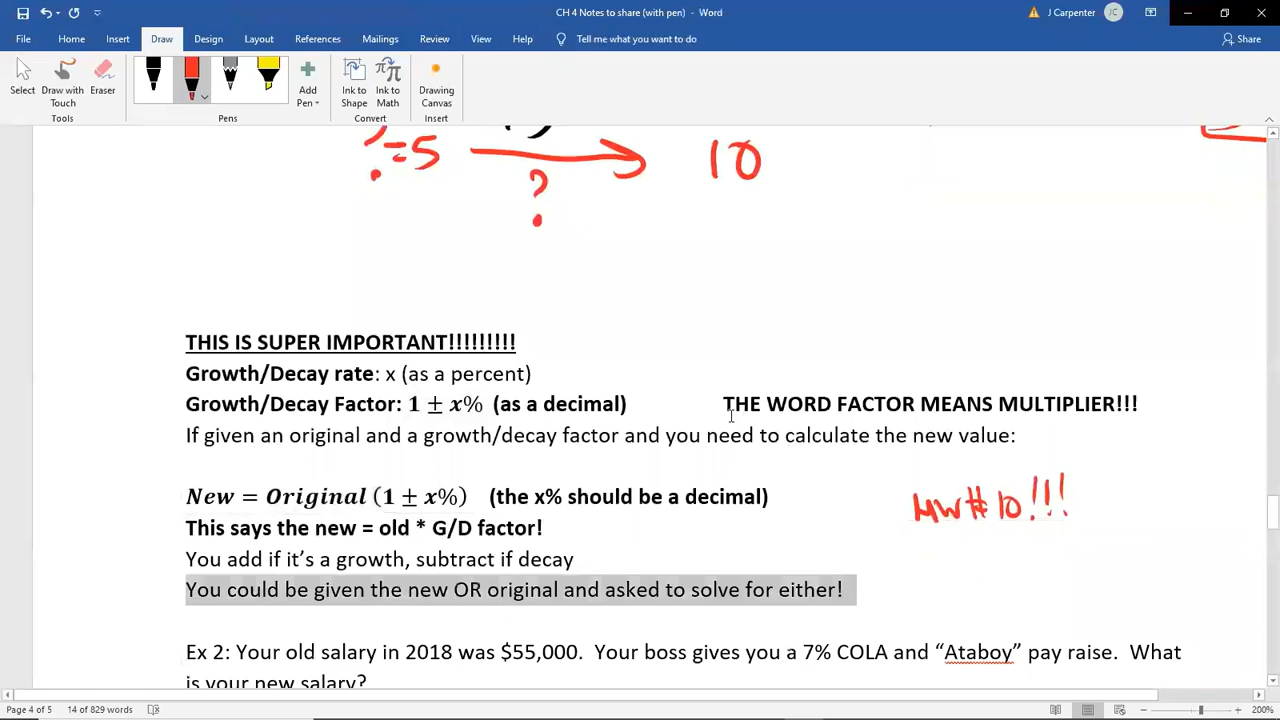 CH 4 Notes to share (with pen) - Word
J Carpenter
JC
File Home Insert Draw Design Layout References Mailings Review View Help Tell me what you want to do
Share
Select
Draw with Touch
Eraser
Add Pen
Ink to Shape
Ink to Math
Drawing Canvas
Tools
Pens
Convert
Insert
? =5
10
?
THIS IS SUPER IMPORTANT!!!!!!!!!
Growth/Decay rate: x (as a percent)
Growth/Decay Factor: 1 ± x% (as a decimal) THE WORD FACTOR MEANS MULTIPLIER!!!
If given an original and a growth/decay factor and you need to calculate the new value:
New = Original (1 ± x%) (the x% should be a decimal)
HW # 10!!!
This says the new = old * G/D factor!
You add if it's a growth, subtract if decay
You could be given the new OR original and asked to solve for either!
Ex 2: Your old salary in 2018 was $55,000. Your boss gives you a 7% COLA and “Ataboy” pay raise. What
is your new salary?
Page 4 of 5 14 of 829 words
200%